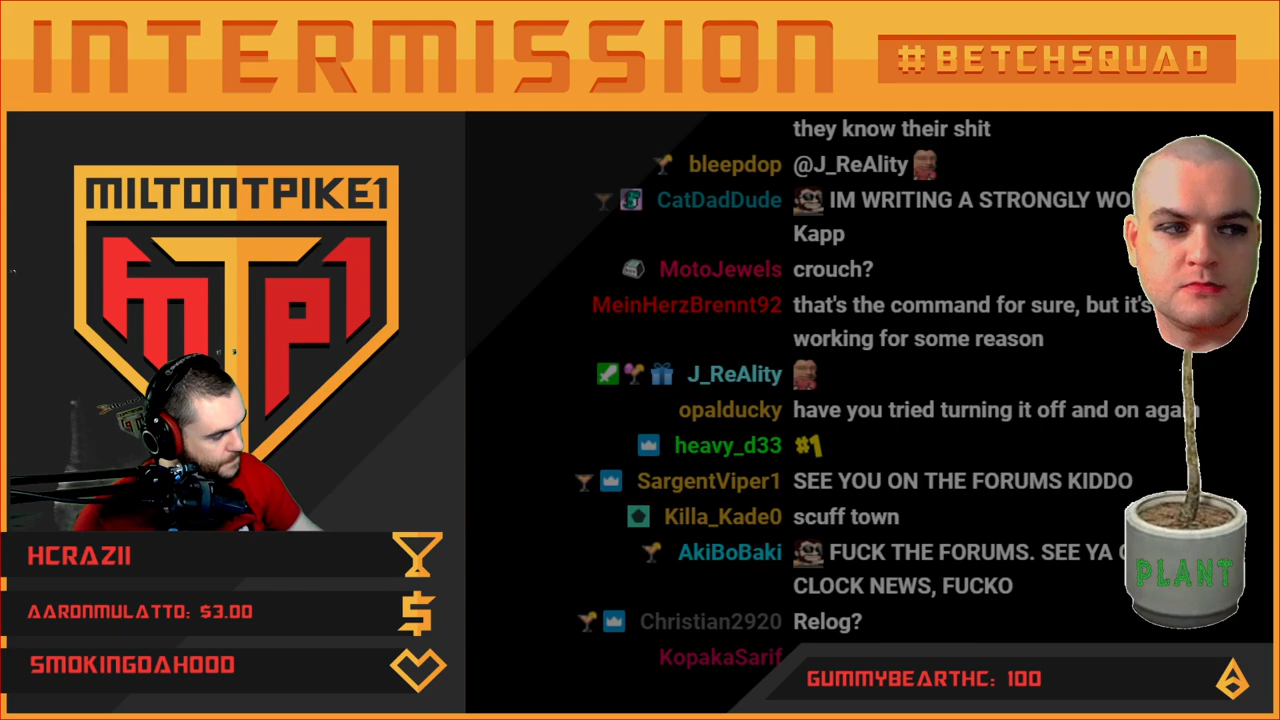 INTERMISSION
#BETCHSQUAD
MILTONTPIKE1
MTP1
they know their shit
bleepdop @J_ReAlity
CatDadDude IM WRITING A STRONGLY WO
Kapp
MotoJewels crouch?
MeinHerzBrennt92 that's the command for sure, but it's
working for some reason
J_ReAlity
opalducky have you tried turning it off and on again
heavy_d33 #1
SargentViper1 SEE YOU ON THE FORUMS KIDDO
Killa_Kade0 scuff town
AkiBoBaki FUCK THE FORUMS. SEE YA
CLOCK NEWS, FUCKO
Christian2920 Relog?
KopakaSarif
PLANT
HCRAZII
AARONMULATTO: $3.00
SMOKINGDAHOOD
GUMMYBEARTHC: 100